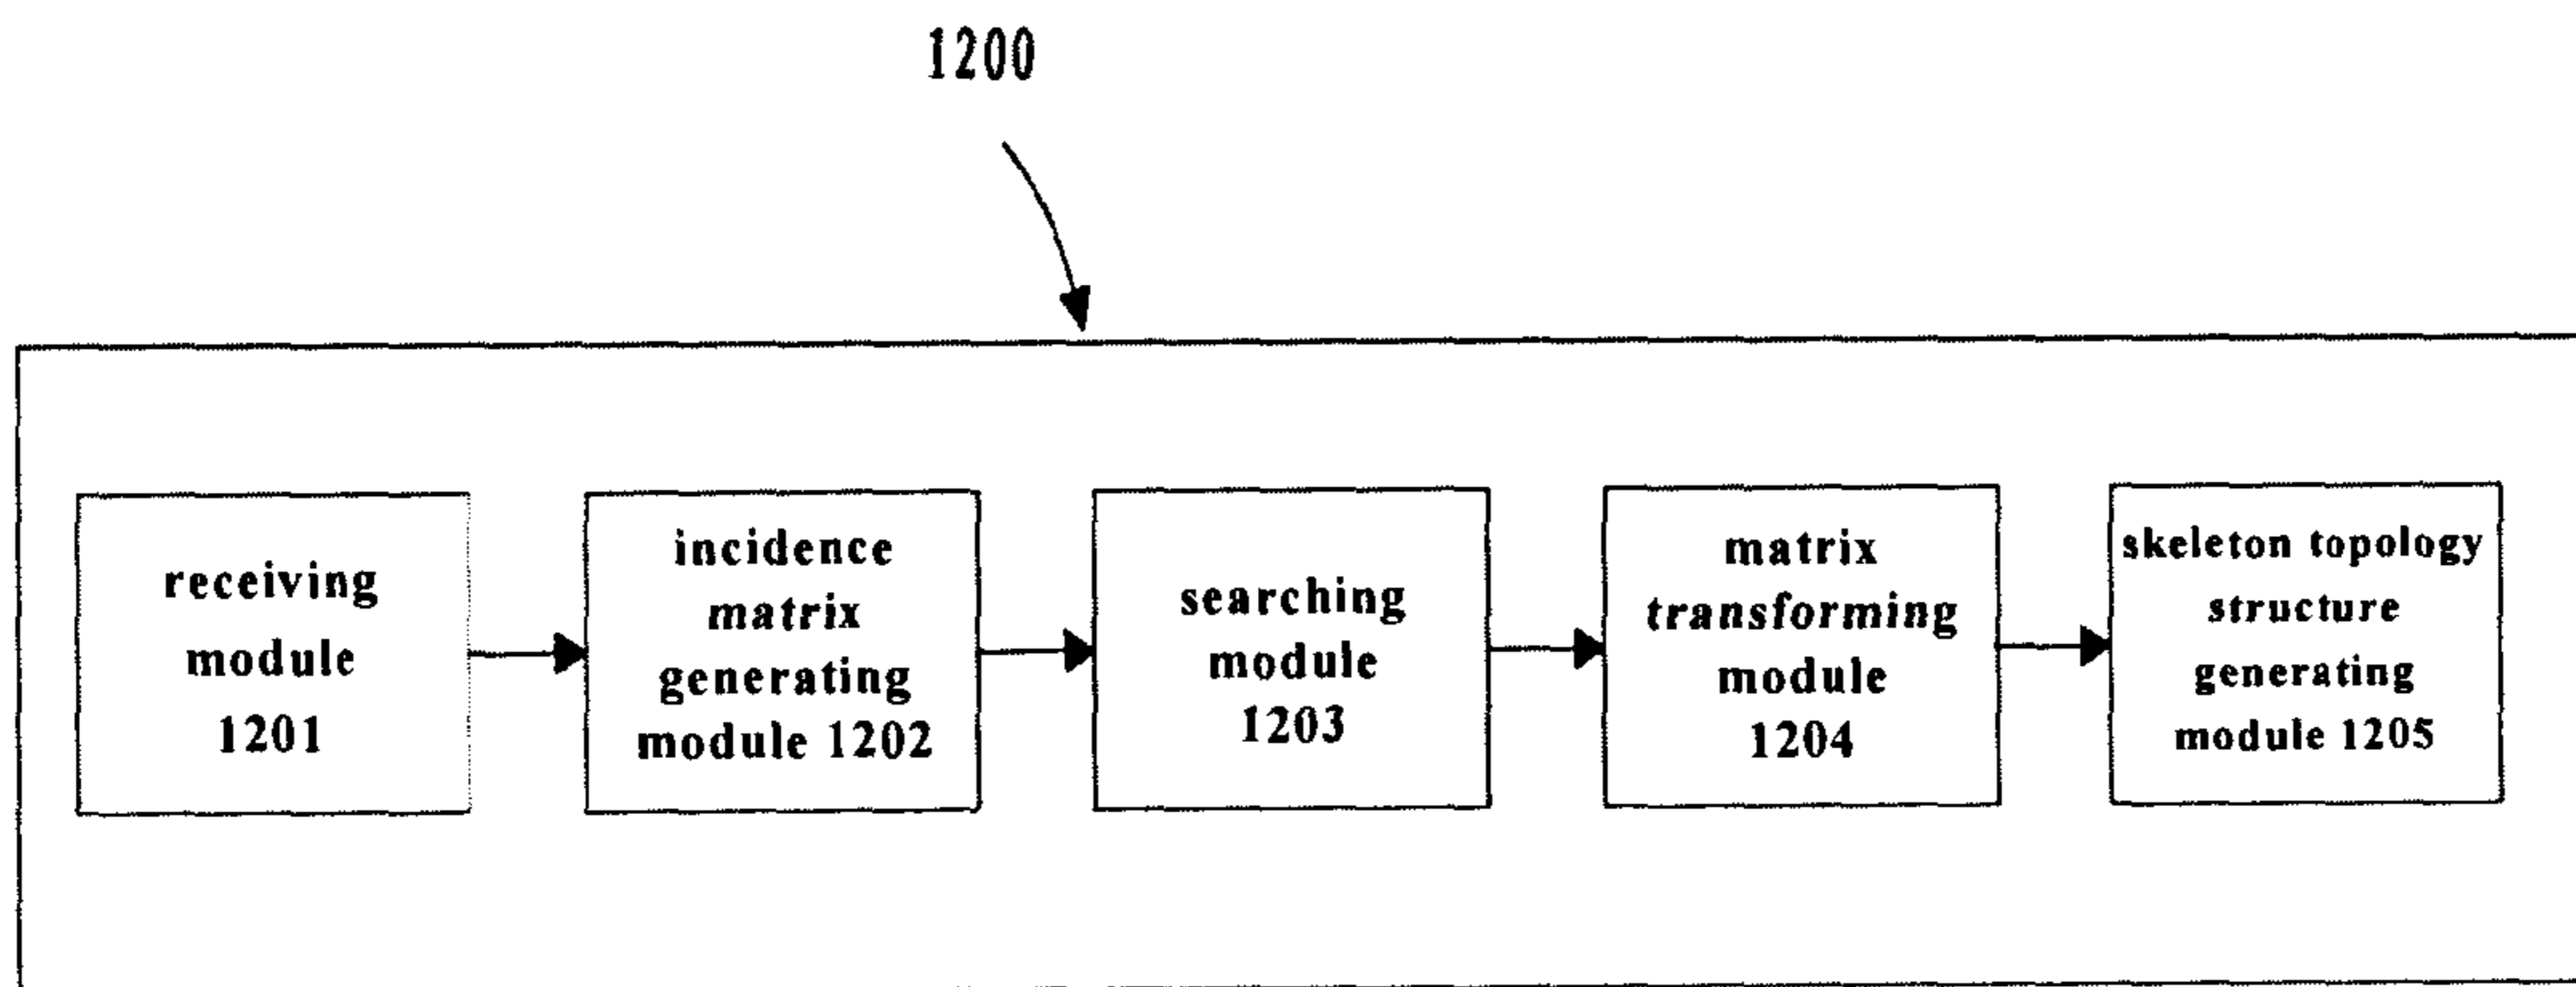 1200
receiving
module
1201
incidence
matrix
generating
module 1202
searching
module
1203
matrix
transforming
module
1204
skeleton topology
structure
generating
module 1205